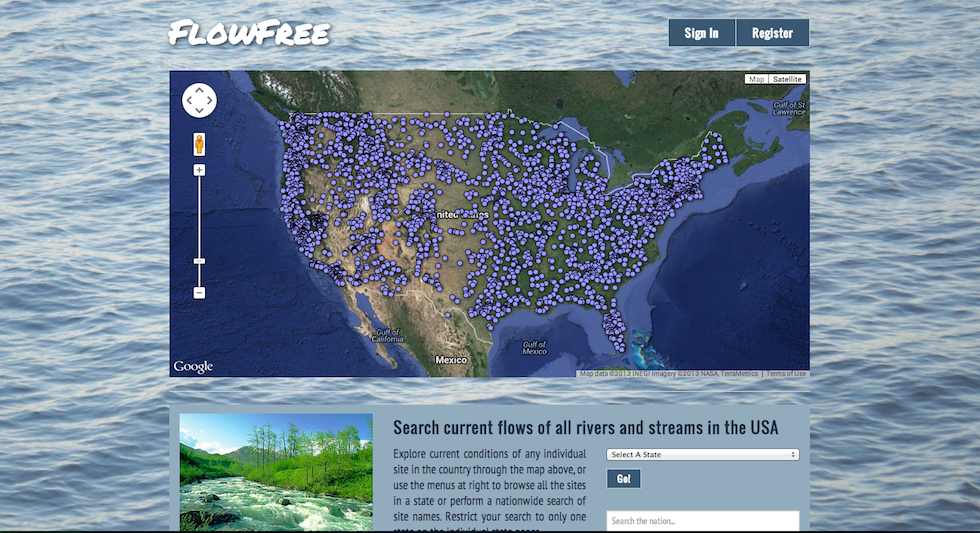 FlowFree
Sign In
Register
Map
Satellite
Gulf of St
Lawrence
Gulf of
California
Gulf of
Mexico
Mexico
Google
Map data ©2013 INEGI Imagery ©2013 NASA, TerraMetrics | Terms of Use
Search current flows of all rivers and streams in the USA
Explore current conditions of any individual
site in the country through the map above, or
use the menus at right to browse all the sites
in a state or perform a nationwide search of
site names. Restrict your search to only one
Select A State
Go!
Search the nation...